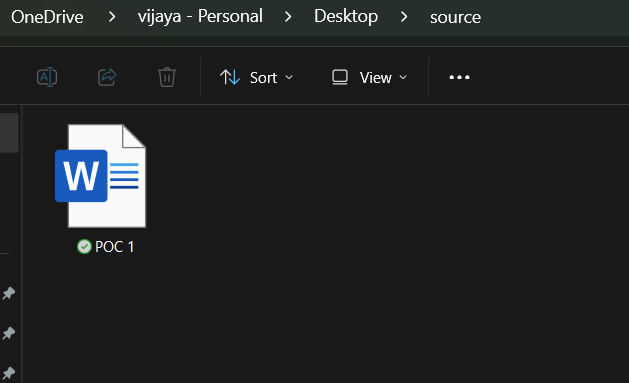 OneDrive > vijaya - Personal > Desktop > source
A Sort View •••
W
POC 1